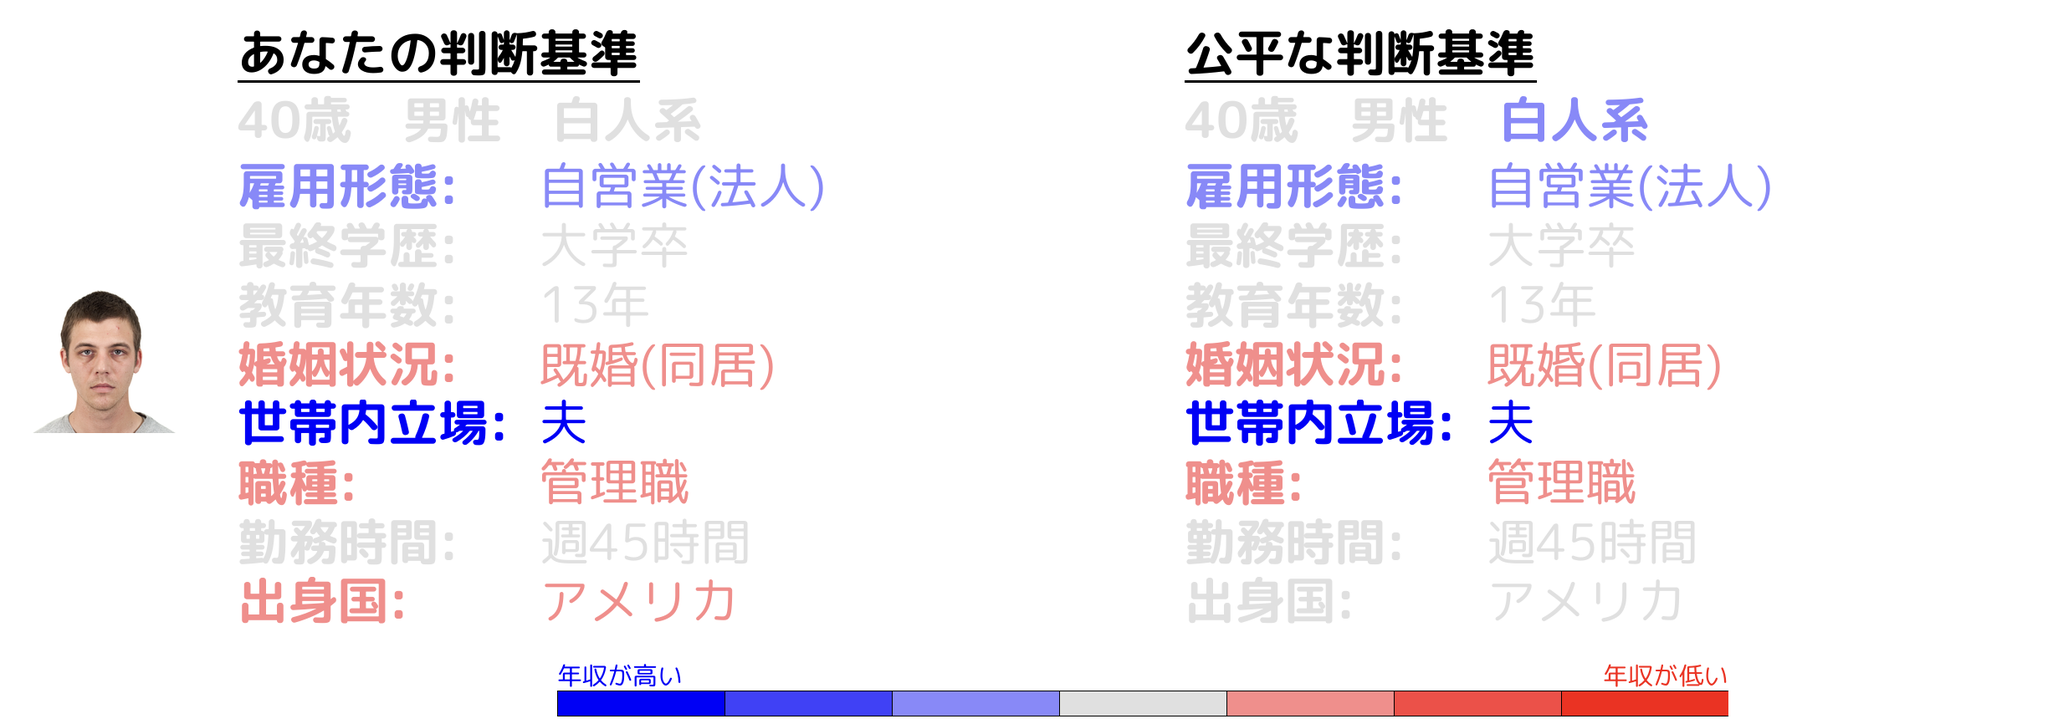 あなたの判断基準
40歳 男性 白人系
雇用形態: 自営業(法人)
最終学歴: 大学卒
教育年数: 13年
婚姻状況: 既婚(同居)
世帯内立場: 夫
職種: 管理職
勤務時間: 週45時間
出身国: アメリカ
公平な判断基準
40歳 男性 白人系
雇用形態: 自営業(法人)
最終学歴: 大学卒
教育年数: 13年
婚姻状況: 既婚(同居)
世帯内立場: 夫
職種: 管理職
勤務時間: 週45時間
出身国: アメリカ
年収が高い
年収が低い